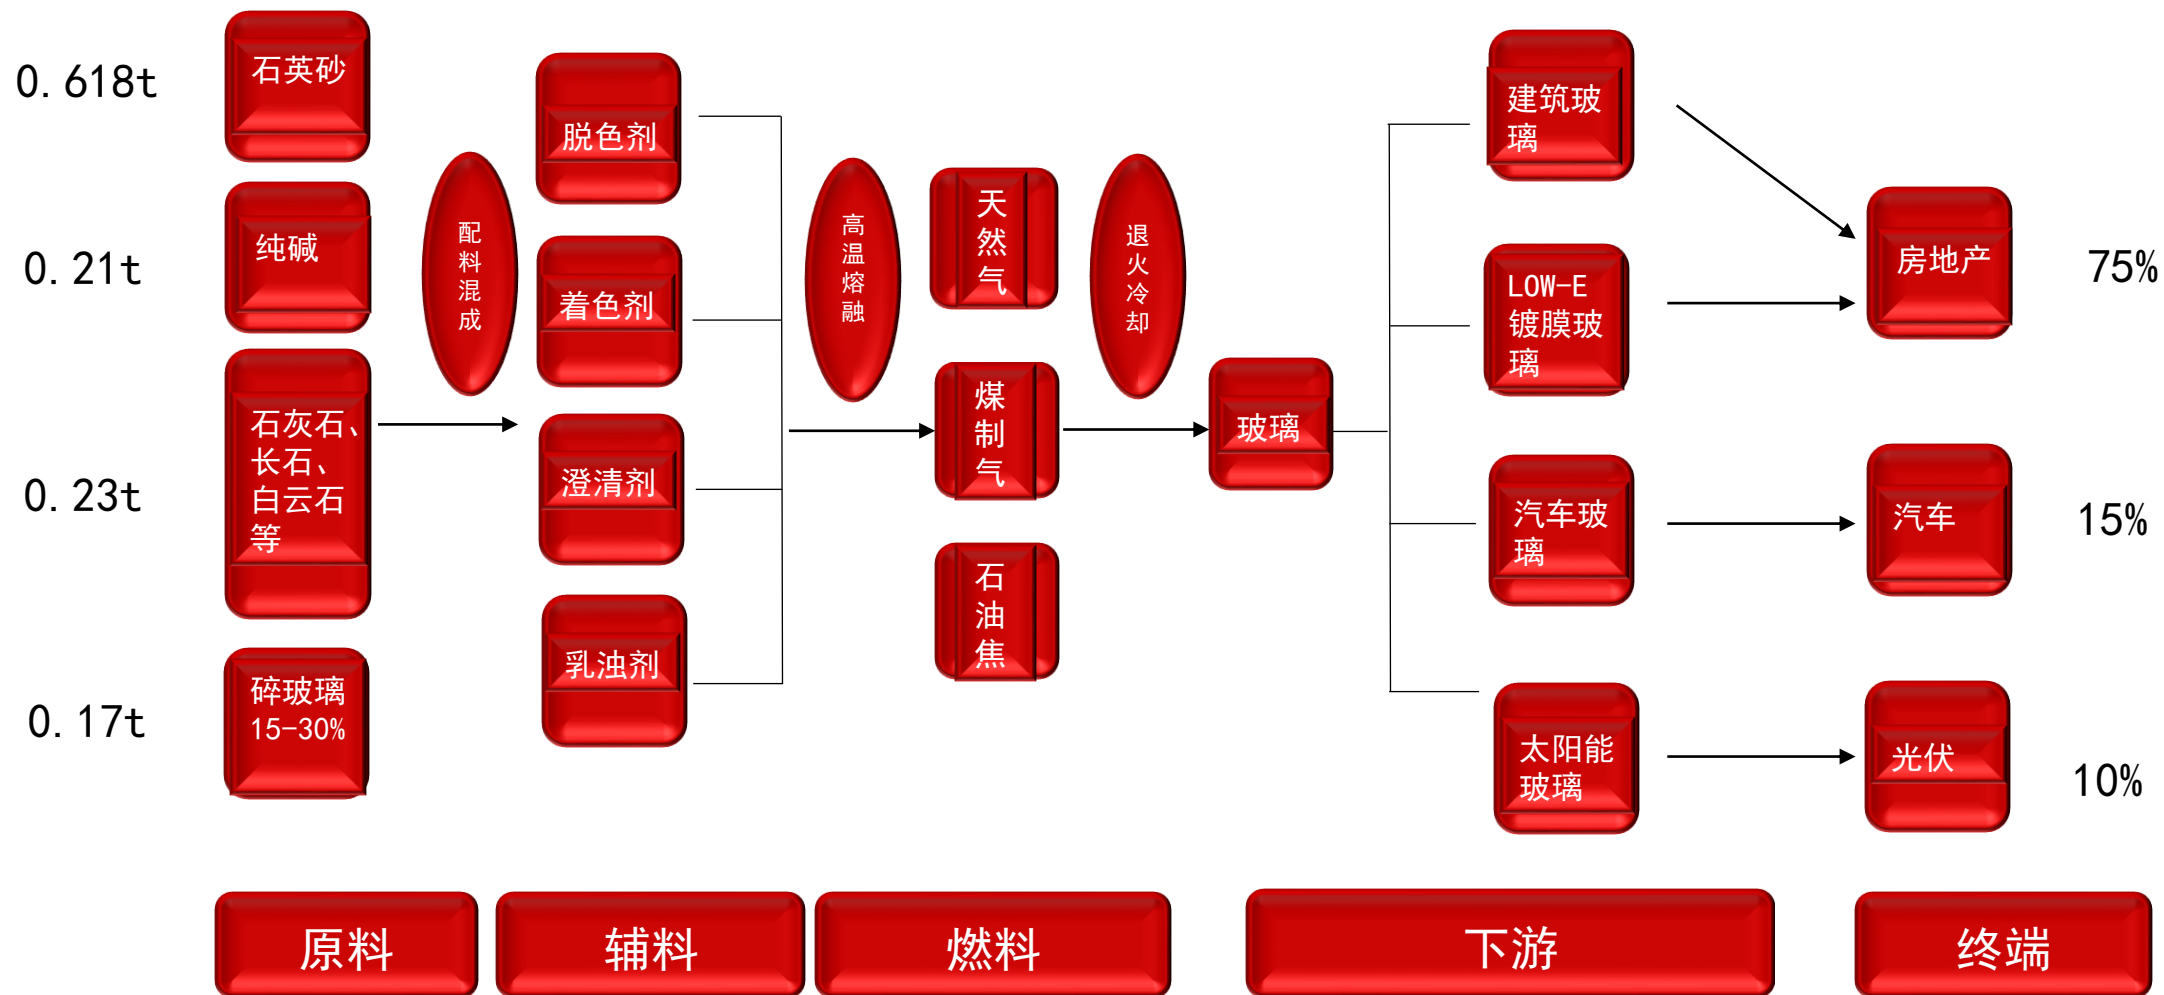 0.618t
石英砂
0.21t
纯碱
0.23t
石灰石、
长石、
白云石
等
0.17t
碎玻璃
15-30%
配料混成
脱色剂
着色剂
澄清剂
乳浊剂
高温熔融
天然气
煤制气
石油焦
退火冷却
玻璃
建筑玻
璃
LOW-E
镀膜玻
璃
汽车玻
璃
太阳能
玻璃
房地产
75%
汽车
15%
光伏
10%
原料
辅料
燃料
下游
终端